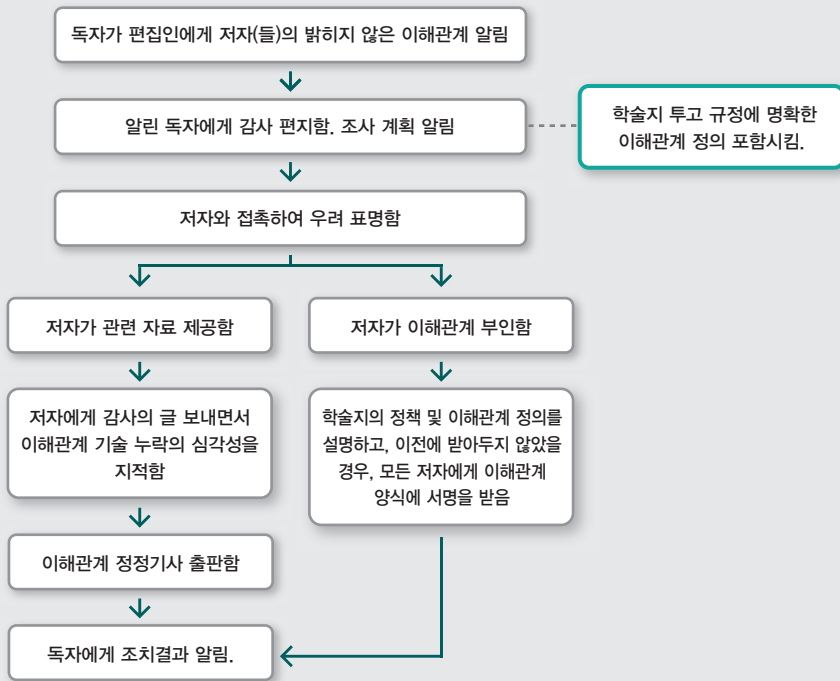 독자가 편집인에게 저자(들)의 밝히지 않은 이해관계 알림
알린 독자에게 감사 편지함. 조사 계획 알림
학술지 투고 규정에 명확한
이해관계 정의 포함시킴.
저자와 접촉하여 우려 표명함
저자가 관련 자료 제공함
저자가 이해관계 부인함
저자에게 감사의 글 보내면서
이해관계 기술 누락의 심각성을
지적함
학술지의 정책 및 이해관계 정의를
설명하고, 이전에 받아두지 않았을
경우, 모든 저자에게 이해관계
양식에 서명을 받음
이해관계 정정기사 출판함
독자에게 조치결과 알림.